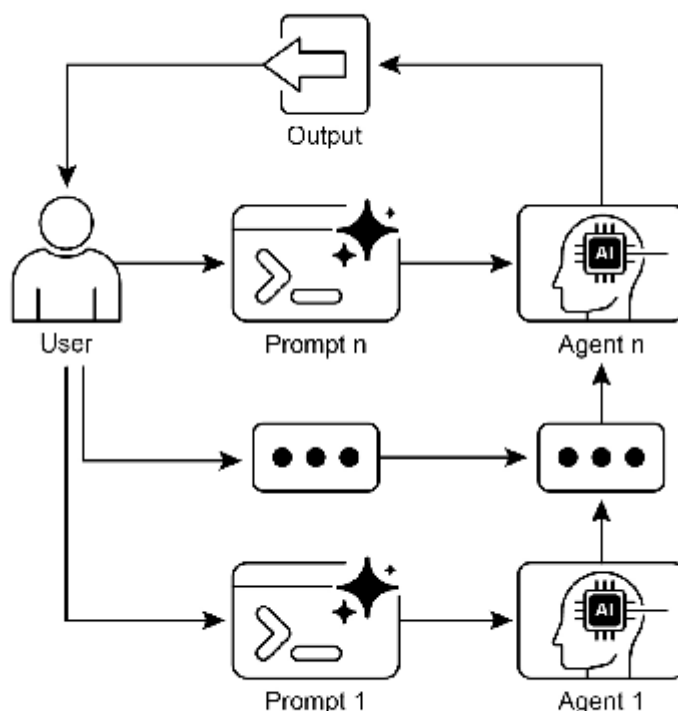 Output
User
Prompt n
AI
Agent n
Prompt 1
AI
Agent 1